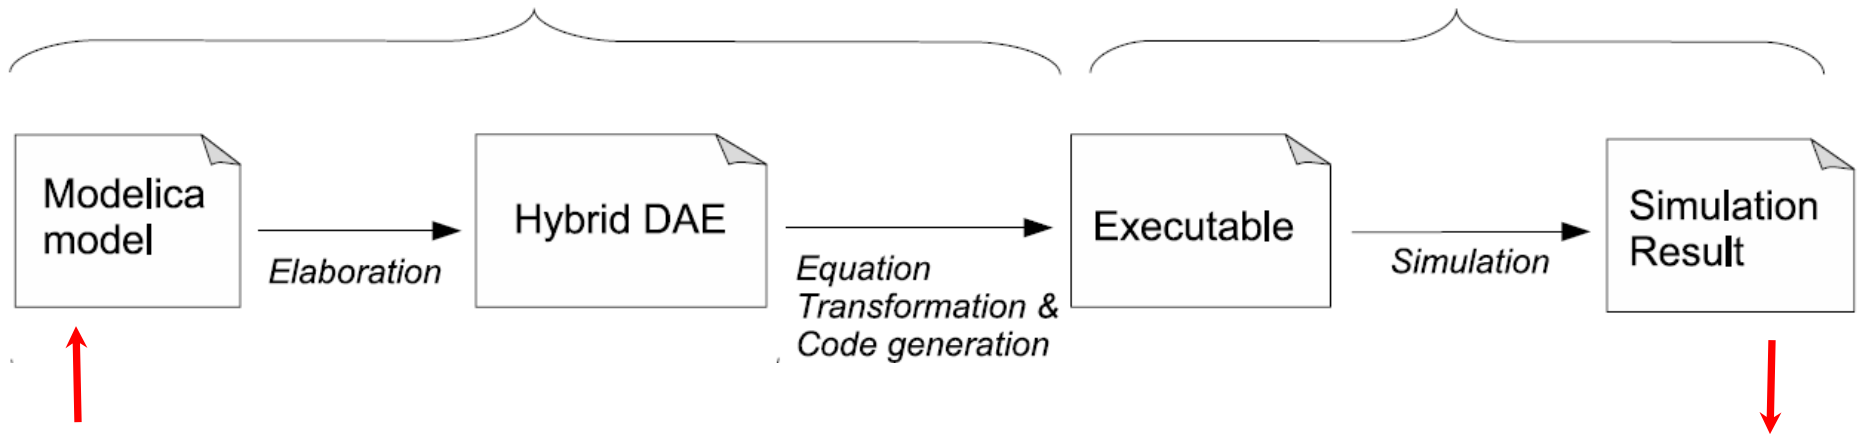 Modelica
model
Elaboration
Hybrid DAE
Equation
Transformation &
Code generation
Executable
Simulation
Simulation
Result